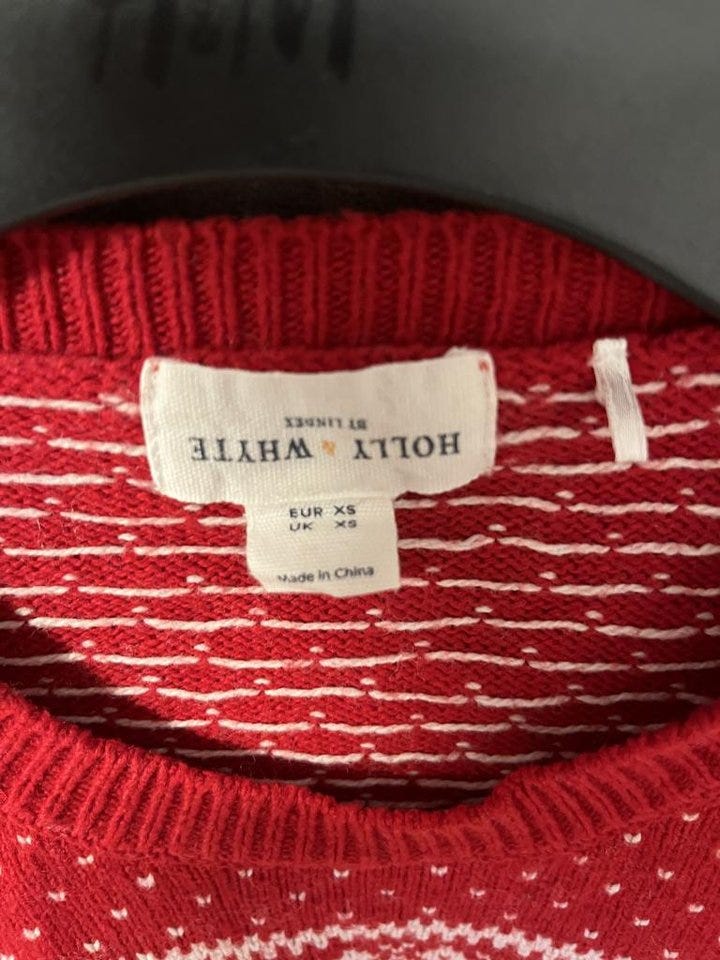 HOLLY & WHYTE
BY LINDEX
EUR XS
UK XS
Made in China